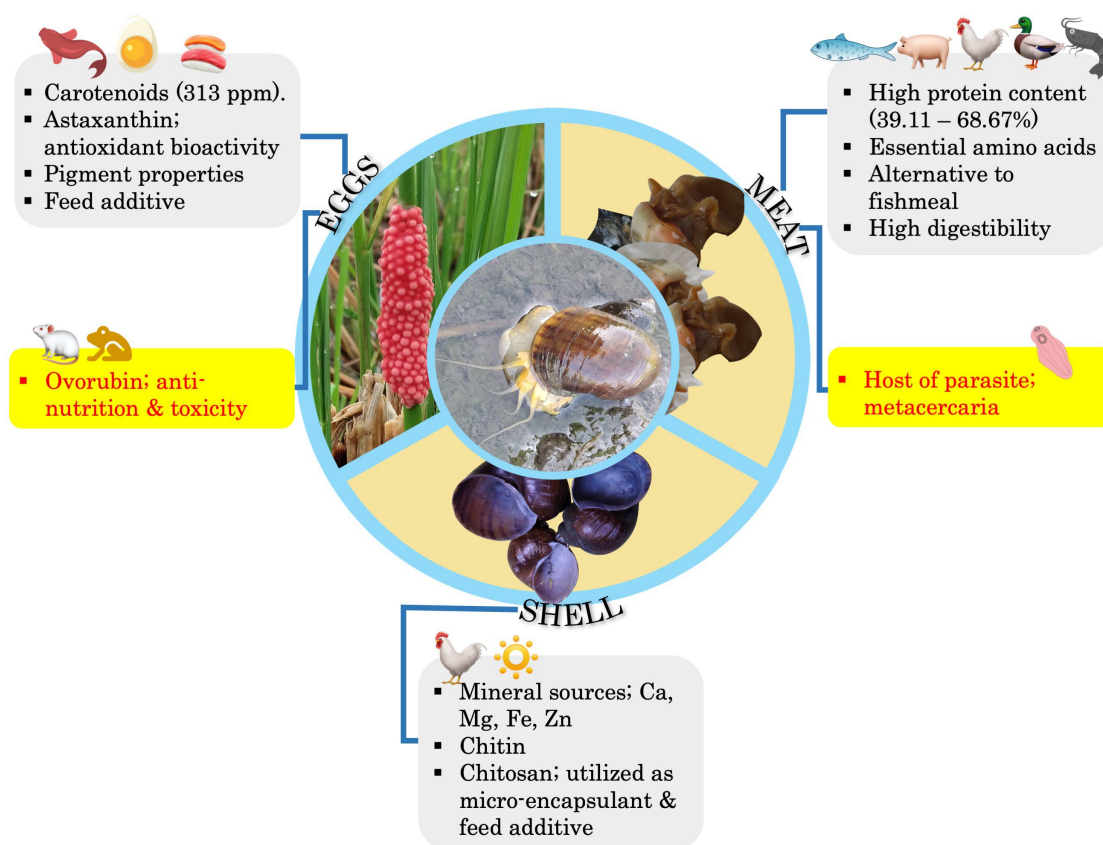 ▪ Carotenoids (313 ppm).
▪ Astaxanthin;
antioxidant bioactivity
▪ Pigment properties
▪ Feed additive
EGGS
▪ Ovorubin; anti-
nutrition & toxicity
MEAT
▪ High protein content
(39.11 – 68.67%)
▪ Essential amino acids
▪ Alternative to
fishmeal
▪ High digestibility
▪ Host of parasite;
metacercaria
SHELL
▪ Mineral sources; Ca,
Mg, Fe, Zn
▪ Chitin
▪ Chitosan; utilized as
micro-encapsulant &
feed additive